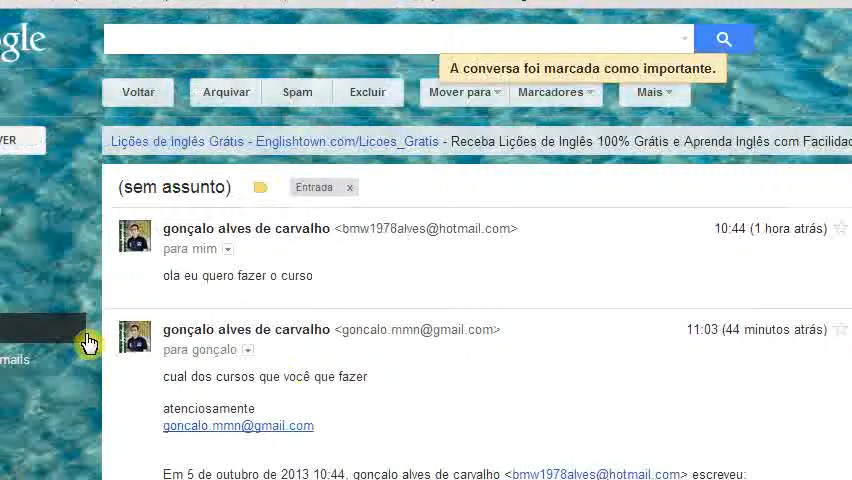 ogle
A conversa foi marcada como importante.
Voltar Arquivar Spam Excluir Mover para Marcadores Mais
VER
Lições de Inglês Grátis - Englishtown.com/Licoes_Gratis - Receba Lições de Inglês 100% Grátis e Aprenda Inglês com Facilidad
(sem assunto) Entrada x
gonçalo alves de carvalho <bmw1978alves@hotmail.com> 10:44 (1 hora atrás)
para mim
ola eu quero fazer o curso
gonçalo alves de carvalho <goncalo.mmn@gmail.com> 11:03 (44 minutos atrás)
para gonçalo
mails
cual dos cursos que você que fazer
atenciosamente
goncalo.mmn@gmail.com
Em 5 de outubro de 2013 10:44, gonçalo alves de carvalho <bmw1978alves@hotmail.com> escreveu: